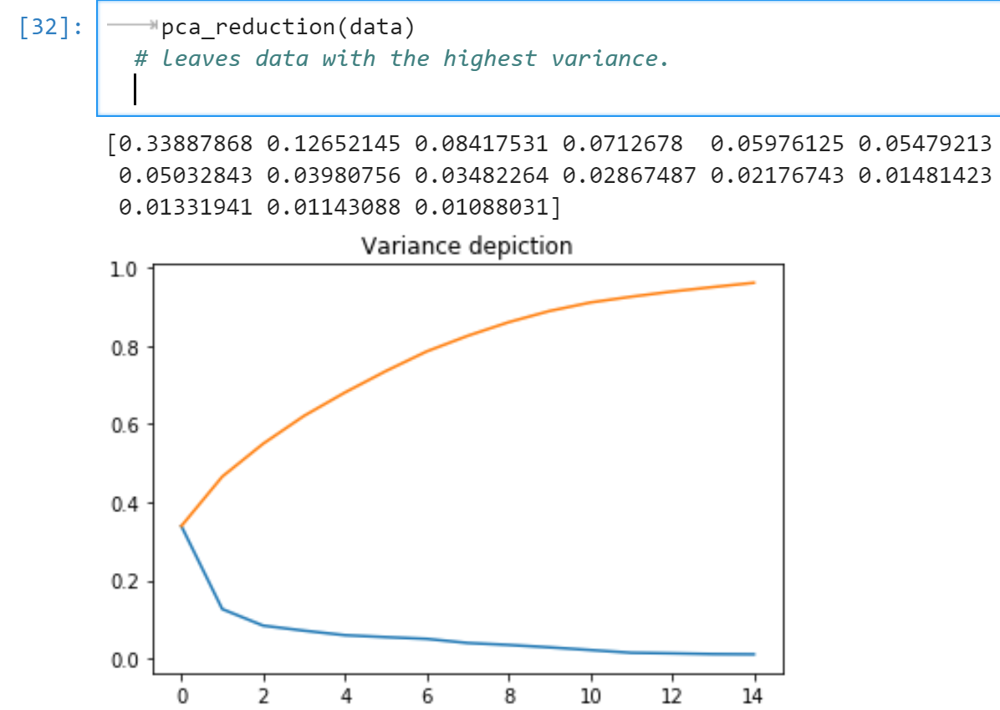 [32]: pca_reduction(data)
# leaves data with the highest variance.
[0.33887868 0.12652145 0.08417531 0.0712678  0.05976125 0.05479213
0.05032843 0.03980756 0.03482264 0.02867487 0.02176743 0.01481423
0.01331941 0.01143088 0.01088031]
Variance depiction
1.0
0.8
0.6
0.4
0.2
0.0
0 2 4 6 8 10 12 14